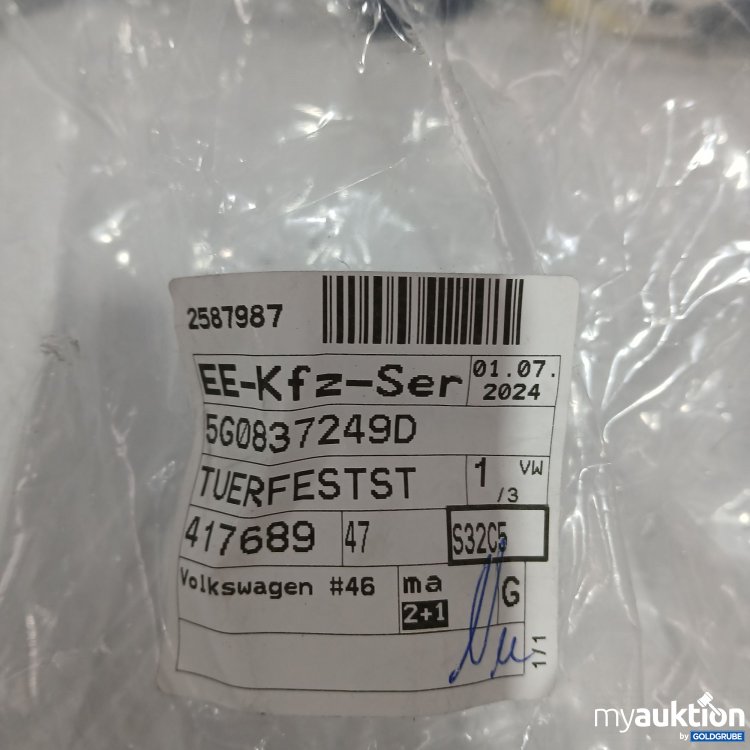 2587987
EE-Kfz-Ser 01.07. 2024
5G0837249D
TUERFESTST 1 /3 VW
417689 47 S32C5
Volkswagen #46 ma 2+1 G
1/1
myauktion
by GOLDGRUBE